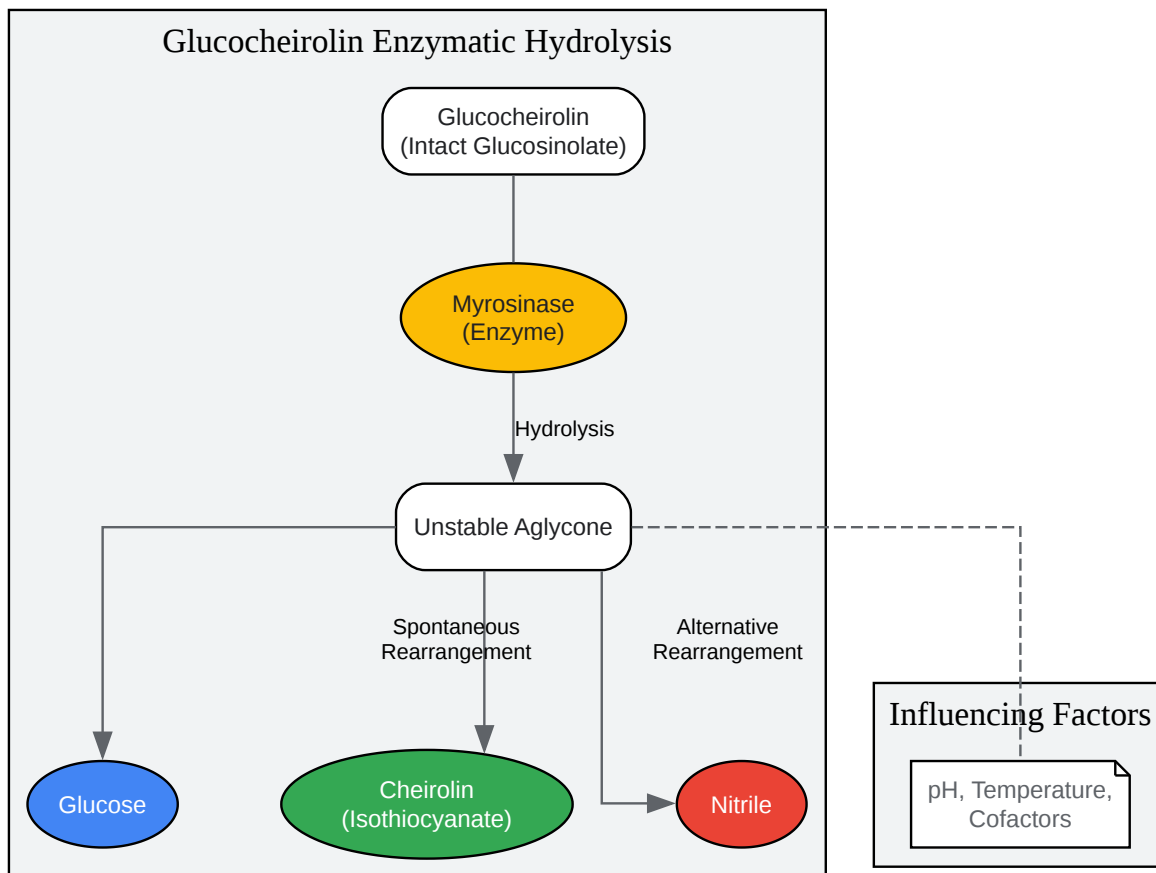 Glucocheirolin Enzymatic Hydrolysis
Glucocheirolin
(Intact Glucosinolate)
Myrosinase
(Enzyme)
Hydrolysis
Unstable Aglycone
Spontaneous
Rearrangement
Alternative
Rearrangement
Glucose
Cheirolin
(Isothiocyanate)
Nitrile
Influencing Factors
pH, Temperature,
Cofactors